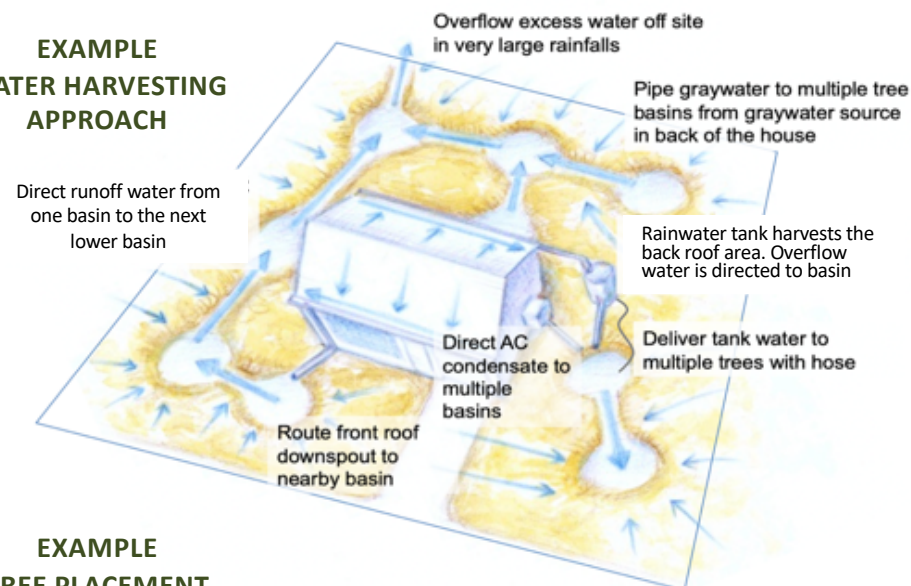 Overflow excess water off site
in very large rainfalls
EXAMPLE
ATER HARVESTING
APPROACH
Pipe graywater to multiple tree
basins from graywater source
in back of the house
Direct runoff water from
one basin to the next
lower basin
Rainwater tank harvests the
back roof area. Overflow
water is directed to basin
Direct AC
condensate to
multiple
basins
Deliver tank water to
multiple trees with hose
Route front roof
downspout to
nearby basin
EXAMPLE
REE PLACEMENT